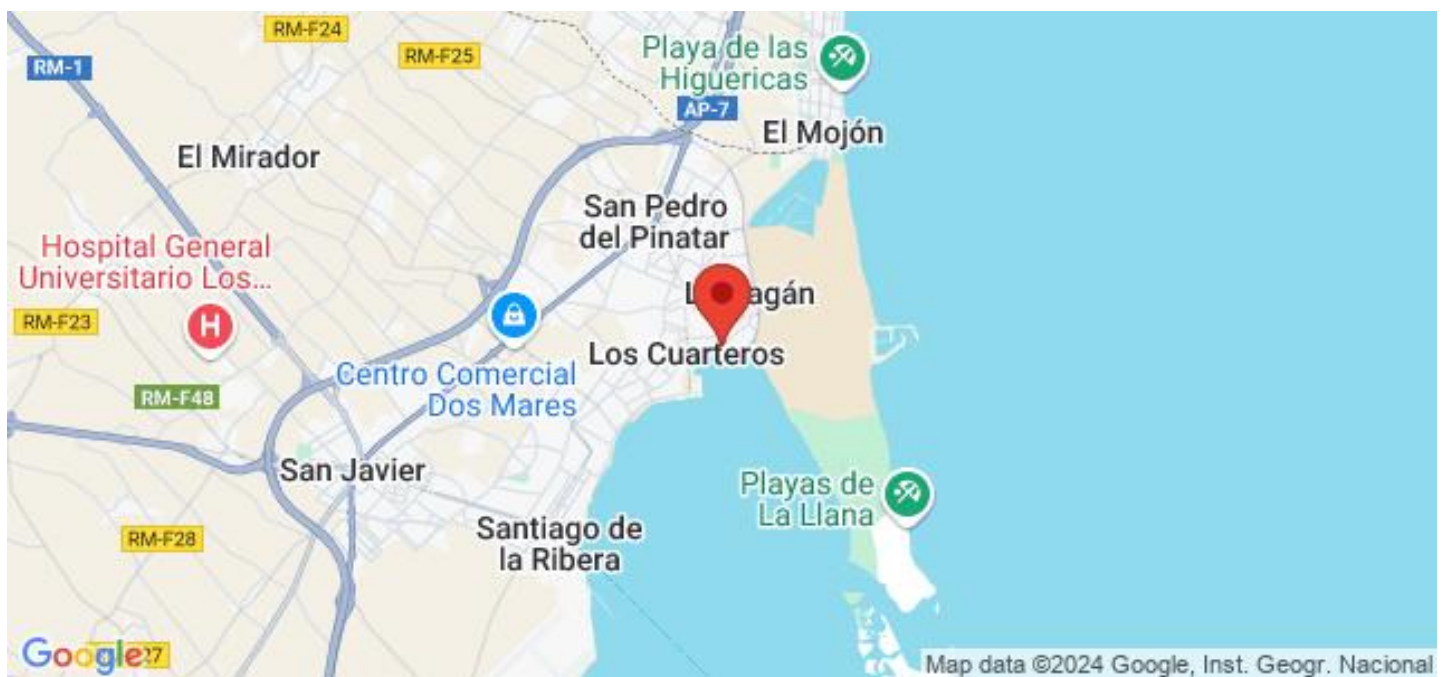 RM-F24
RM-1
RM-F25
Playa de las
Higuericas
AP-7
El Mojón
El Mirador
San Pedro
del Pinatar
Hospital General
Universitario Los...
H
RM-F23
Los Cuarteros
Centro Comercial
Dos Mares
RM-F48
San Javier
Playas de
La Llana
Santiago de
la Ribera
RM-F28
Google
Map data ©2024 Google, Inst. Geogr. Nacional